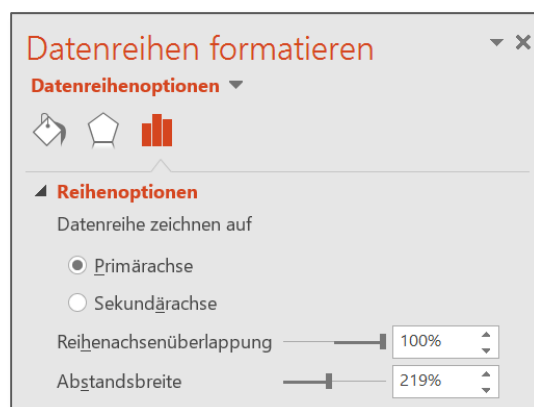 Datenreihen formatieren
Datenreihenoptionen
Reihenoptionen
Datenreihe zeichnen auf
Primärachse
Sekundärachse
Reihenachsenüberlappung 100%
Abstandsbreite 219%